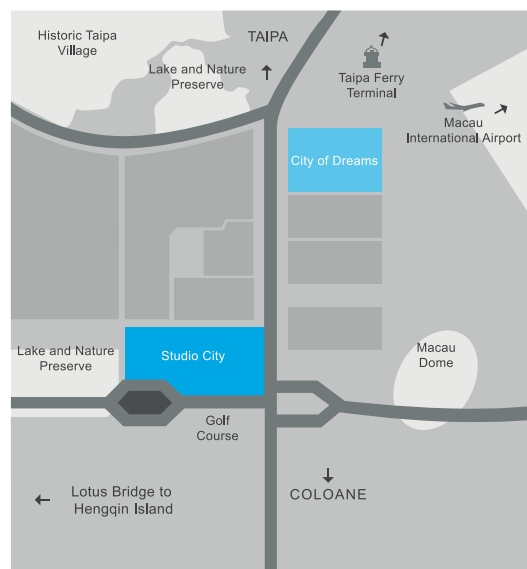 Historic Taipa
Village
TAIPA
Lake and Nature
Preserve
Taipa Ferry
Terminal
Macau
International Airport
City of Dreams
Lake and Nature
Preserve
Studio City
Macau
Dome
Golf
Course
Lotus Bridge to
Hengqin Island
COLOANE